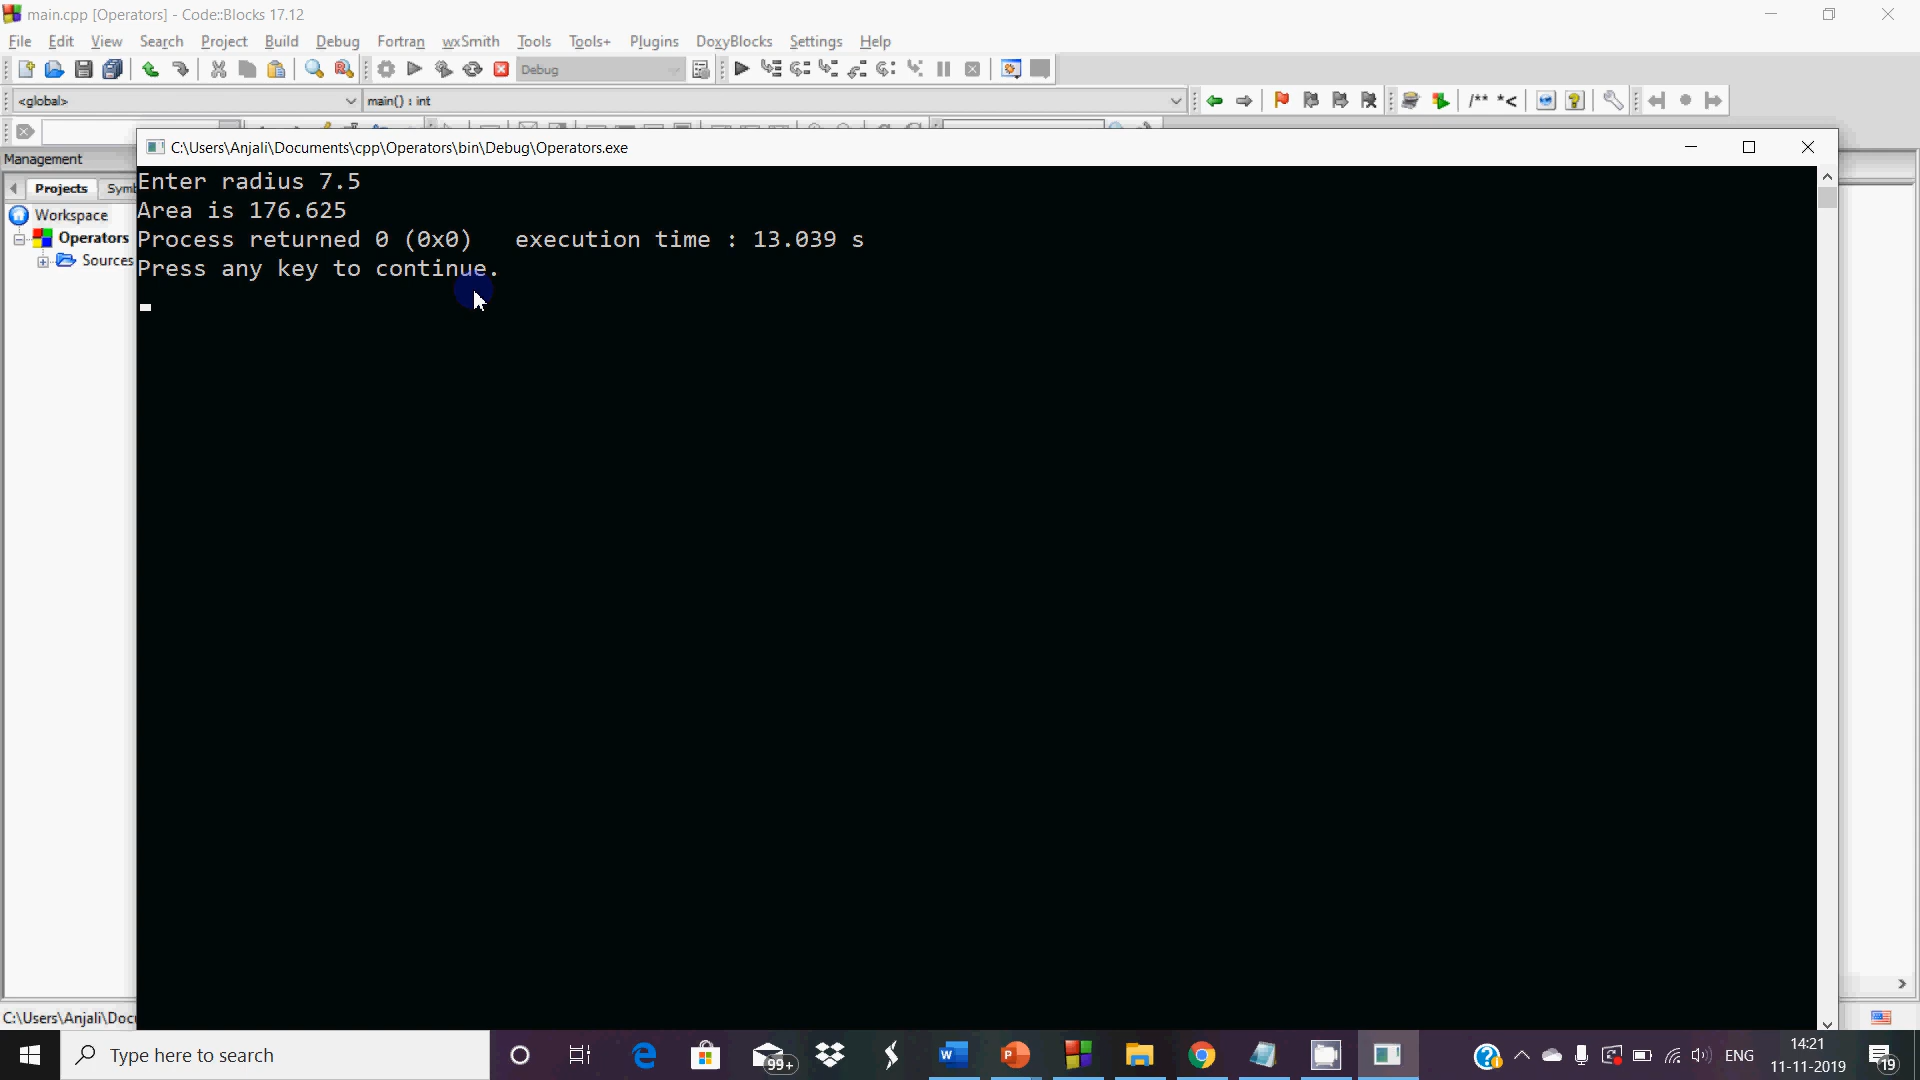 main.cpp [Operators] - Code::Blocks 17.12
File Edit View Search Project Build Debug Fortran wxSmith Tools Tools+ Plugins DoxyBlocks Settings Help
Debug
<global> main() : int /** *<
C:\Users\Anjali\Documents\cpp\Operators\bin\Debug\Operators.exe
Management
Projects Symb
Workspace
Operators
Sources
Enter radius 7.5
Area is 176.625
Process returned 0 (0x0)   execution time : 13.039 s
Press any key to continue.
C:\Users\Anjali\Docu
Type here to search
99+
ENG
14:21
11-11-2019
19